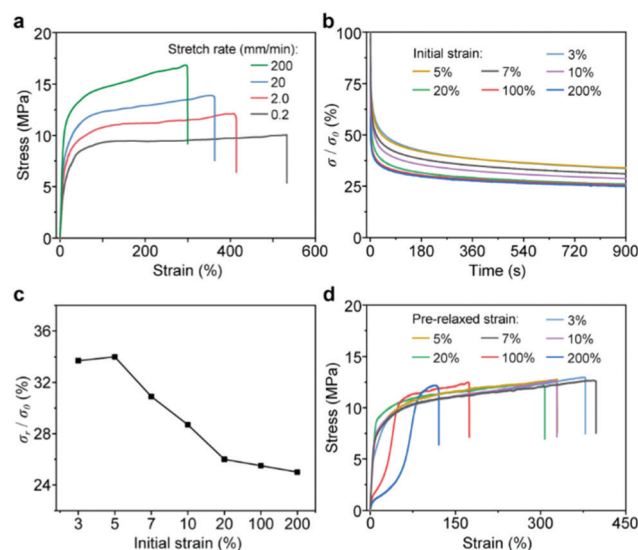 a
Stress (MPa)
20
15
10
5
0
Stretch rate (mm/min):
200
20
2.0
0.2
0 200 400 600
Strain (%)
b
σ / σ₀ (%)
100
75
50
25
0
Initial strain: 3%
5% 7% 10%
20% 100% 200%
0 180 360 540 720 900
Time (s)
c
σᵣ / σ₀ (%)
36
32
28
24
3 5 7 10 20 100 200
Initial strain (%)
d
Stress (MPa)
20.0
15.0
10.0
5.0
0
Pre-relaxed strain: 3%
5% 7% 10%
20% 100% 200%
0 150 300 450
Strain (%)